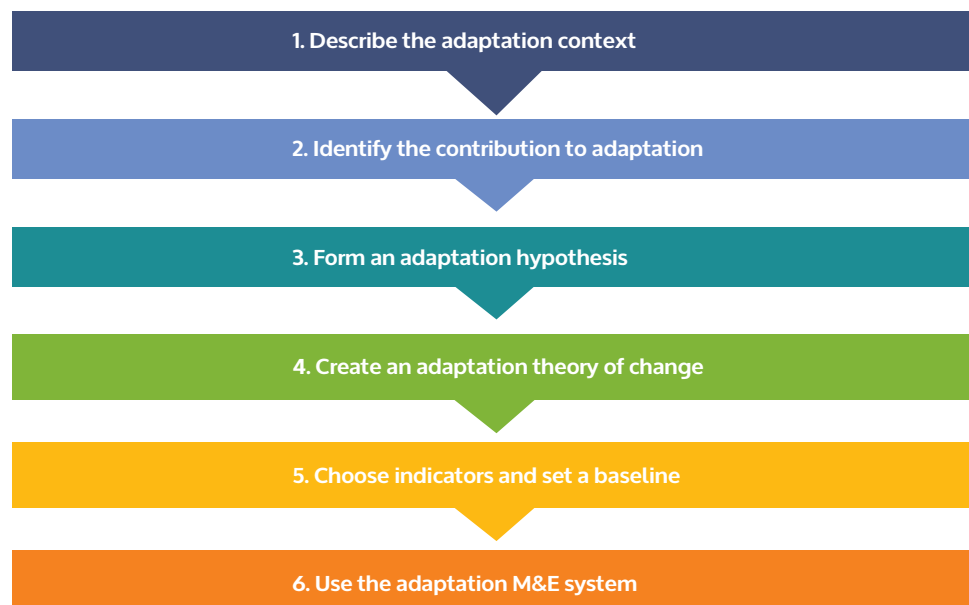 1. Describe the adaptation context
2. Identify the contribution to adaptation
3. Form an adaptation hypothesis
4. Create an adaptation theory of change
5. Choose indicators and set a baseline
6. Use the adaptation M&E system